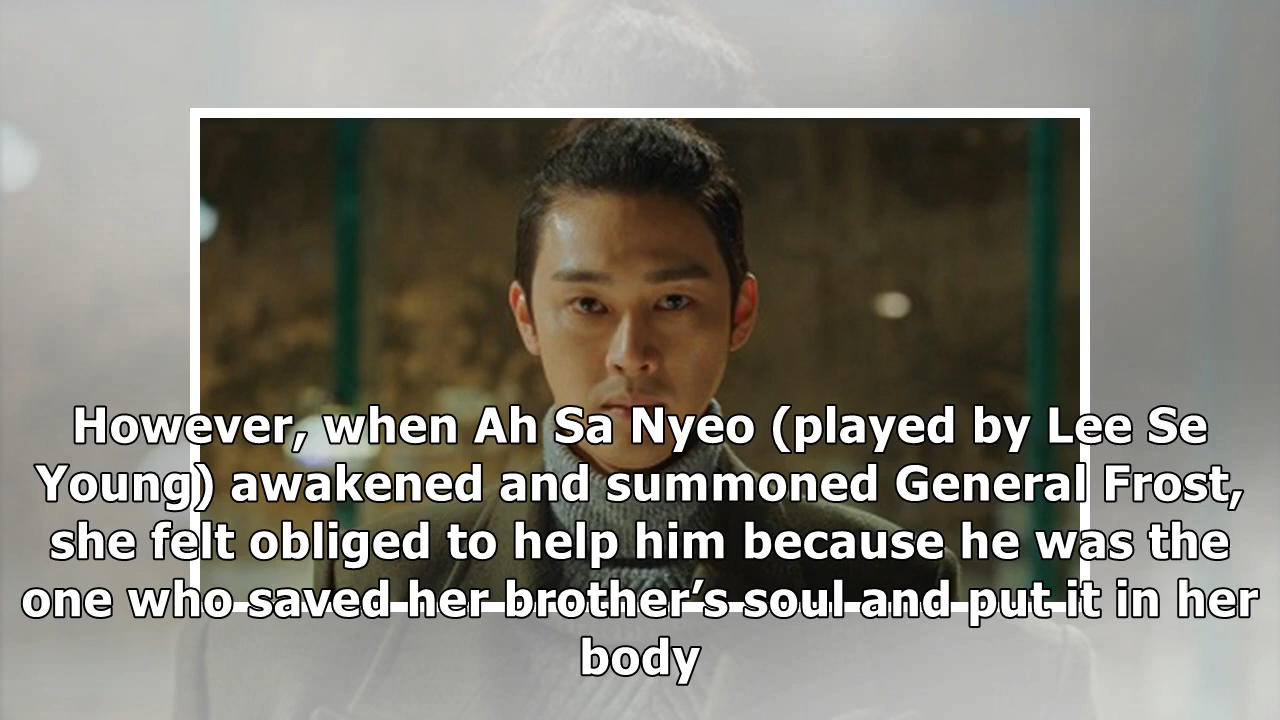 However, when Ah Sa Nyeo (played by Lee Se
Young) awakened and summoned General Frost,
she felt obliged to help him because he was the
one who saved her brother’s soul and put it in her
body